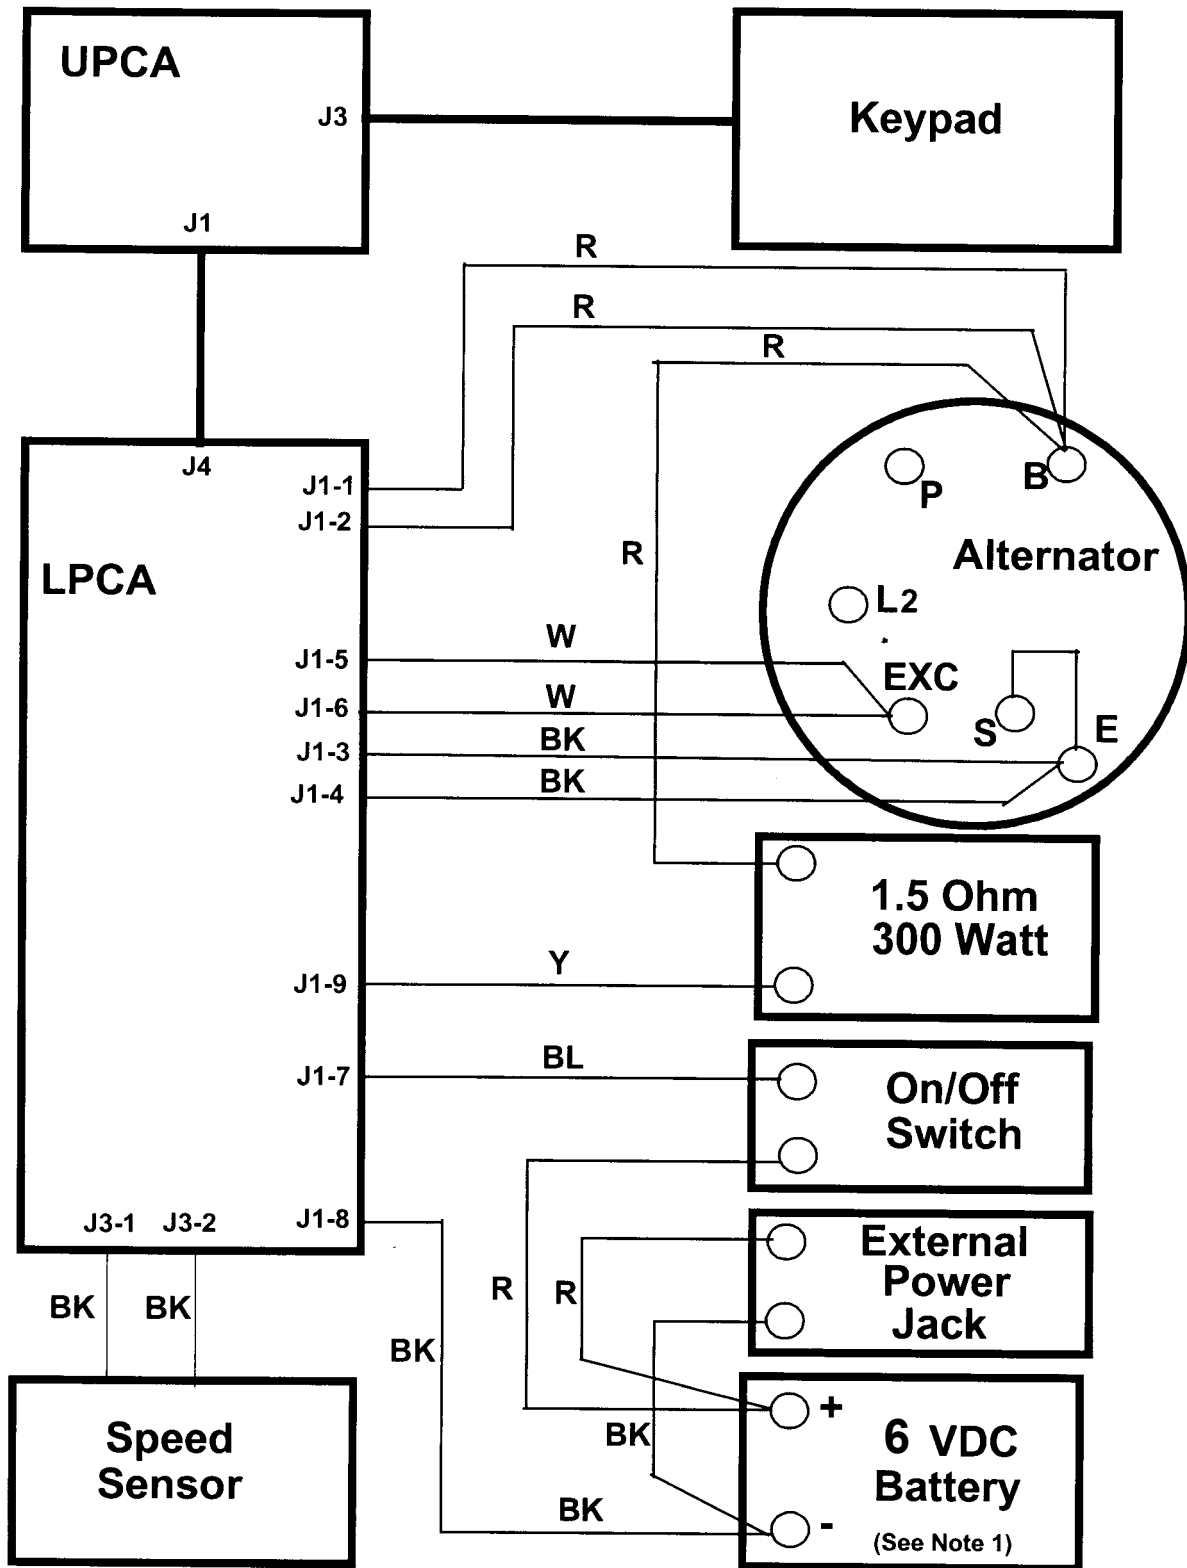 UPCA
J3
Keypad
J1
R
R
R
J4
J1-1
J1-2
P
B
R
Alternator
LPCA
L2
W
J1-5
EXC
W
J1-6
S
E
BK
J1-3
BK
J1-4
1.5 Ohm
300 Watt
Y
J1-9
BL
J1-7
On/Off
Switch
J3-1
J3-2
J1-8
External
Power
Jack
R
R
BK
BK
BK
+
BK
6 VDC
Battery
Speed
Sensor
BK
-
(See Note 1)